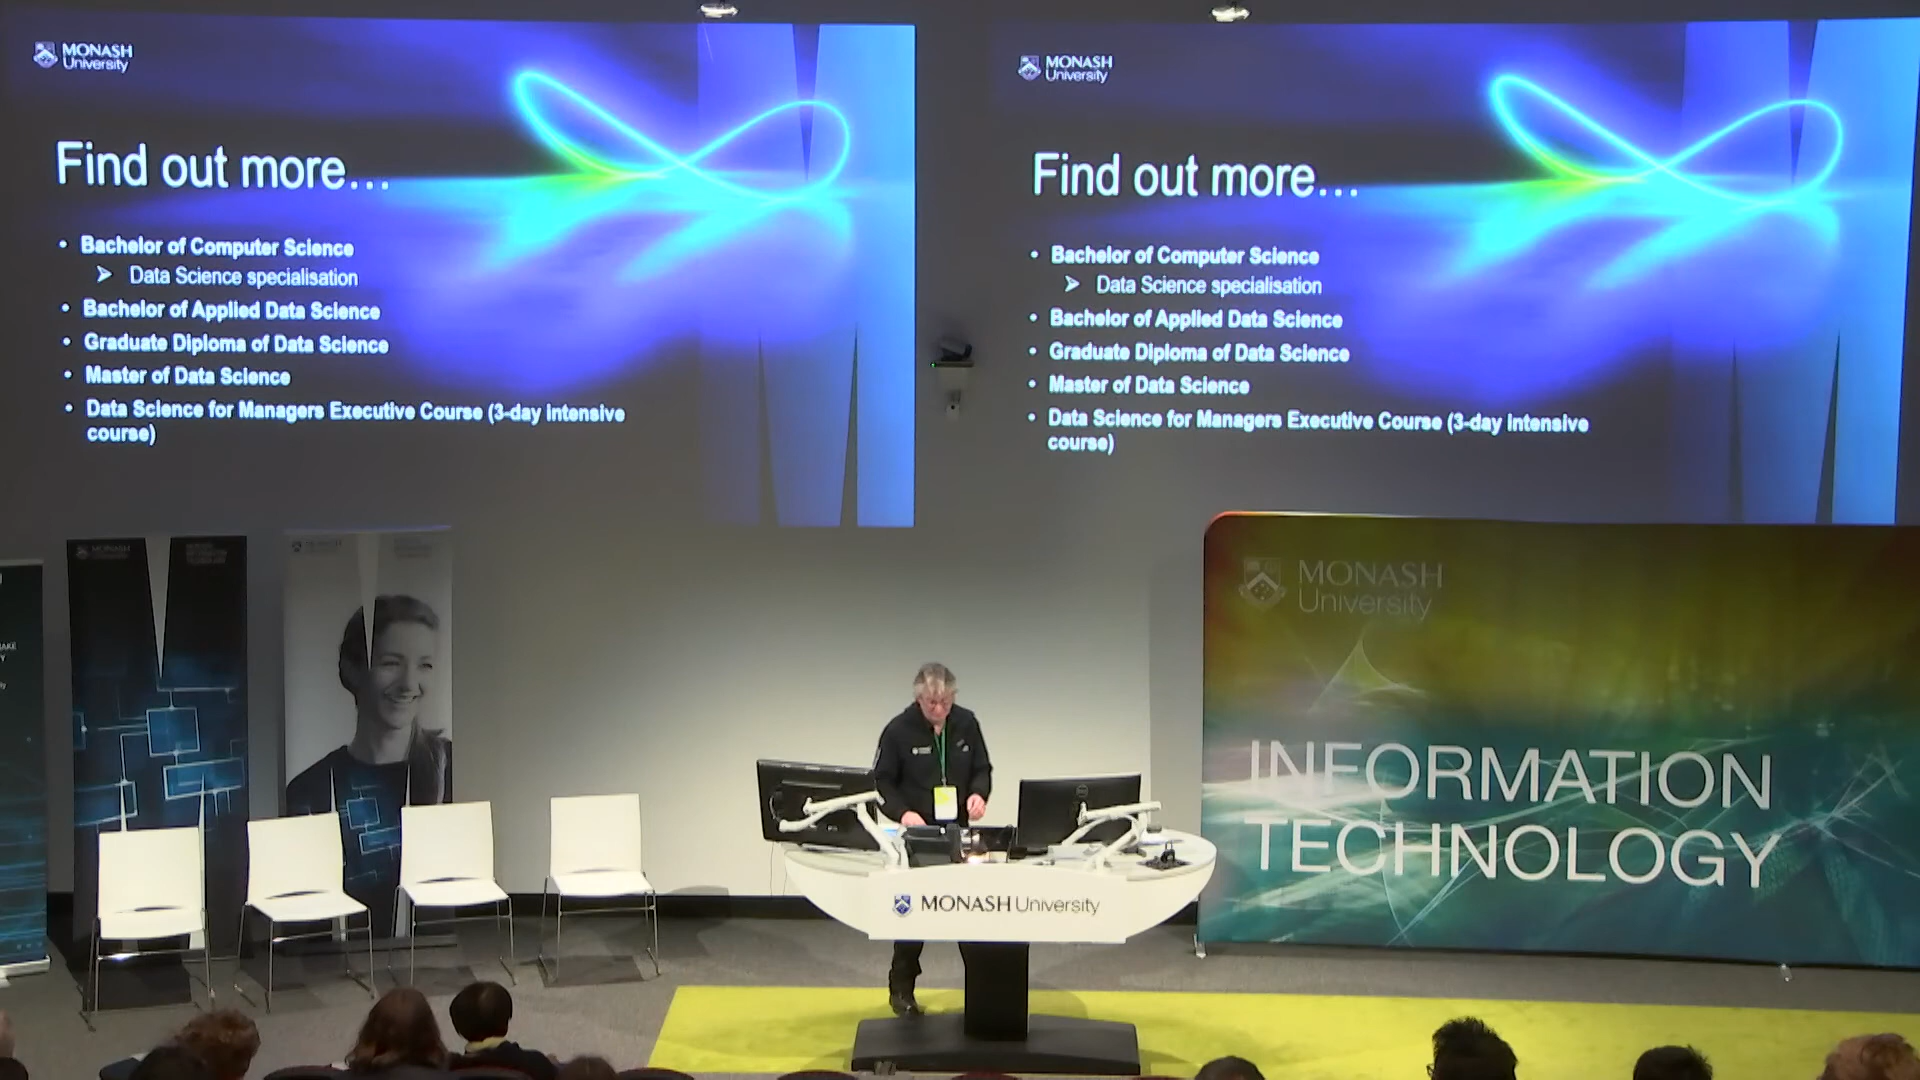 MONASH
University
Find out more...
• Bachelor of Computer Science
➤ Data Science specialisation
• Bachelor of Applied Data Science
• Graduate Diploma of Data Science
• Master of Data Science
• Data Science for Managers Executive Course (3-day intensive
course)
MONASH
University
Find out more...
• Bachelor of Computer Science
➤ Data Science specialisation
• Bachelor of Applied Data Science
• Graduate Diploma of Data Science
• Master of Data Science
• Data Science for Managers Executive Course (3-day intensive
course)
MONASH
MONASH
MONASH
University
INFORMATION
TECHNOLOGY
MONASH University